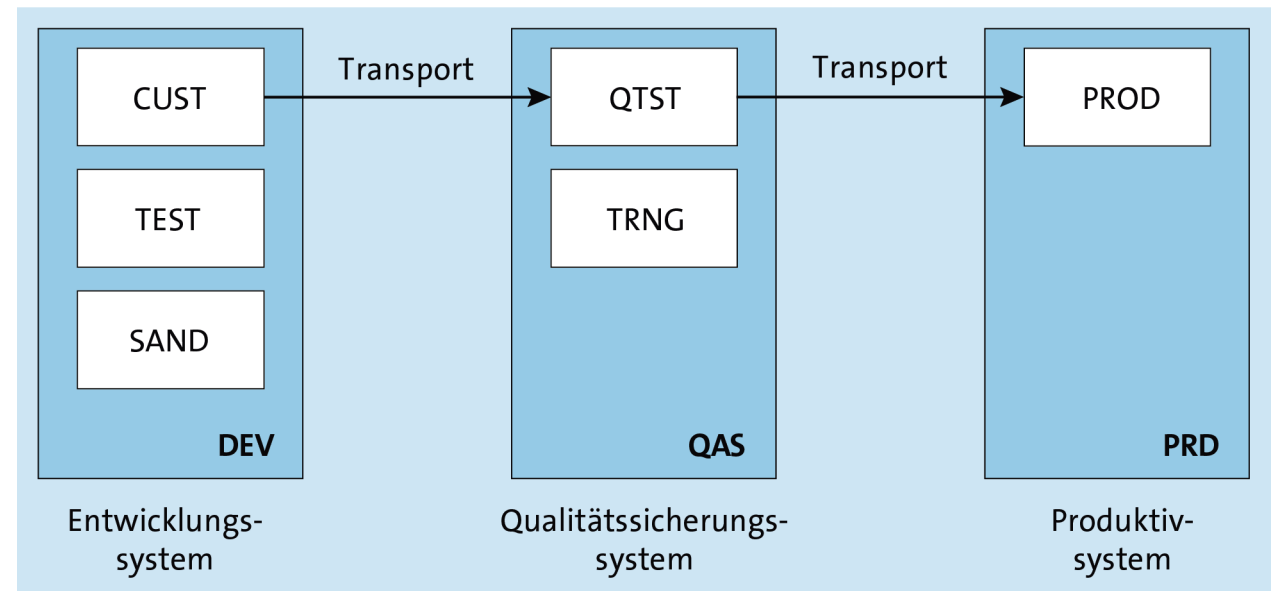 Transport
Transport
CUST
QTST
PROD
TEST
TRNG
SAND
DEV
QAS
PRD
Entwicklungs-
system
Qualitätssicherungs-
system
Produktiv-
system